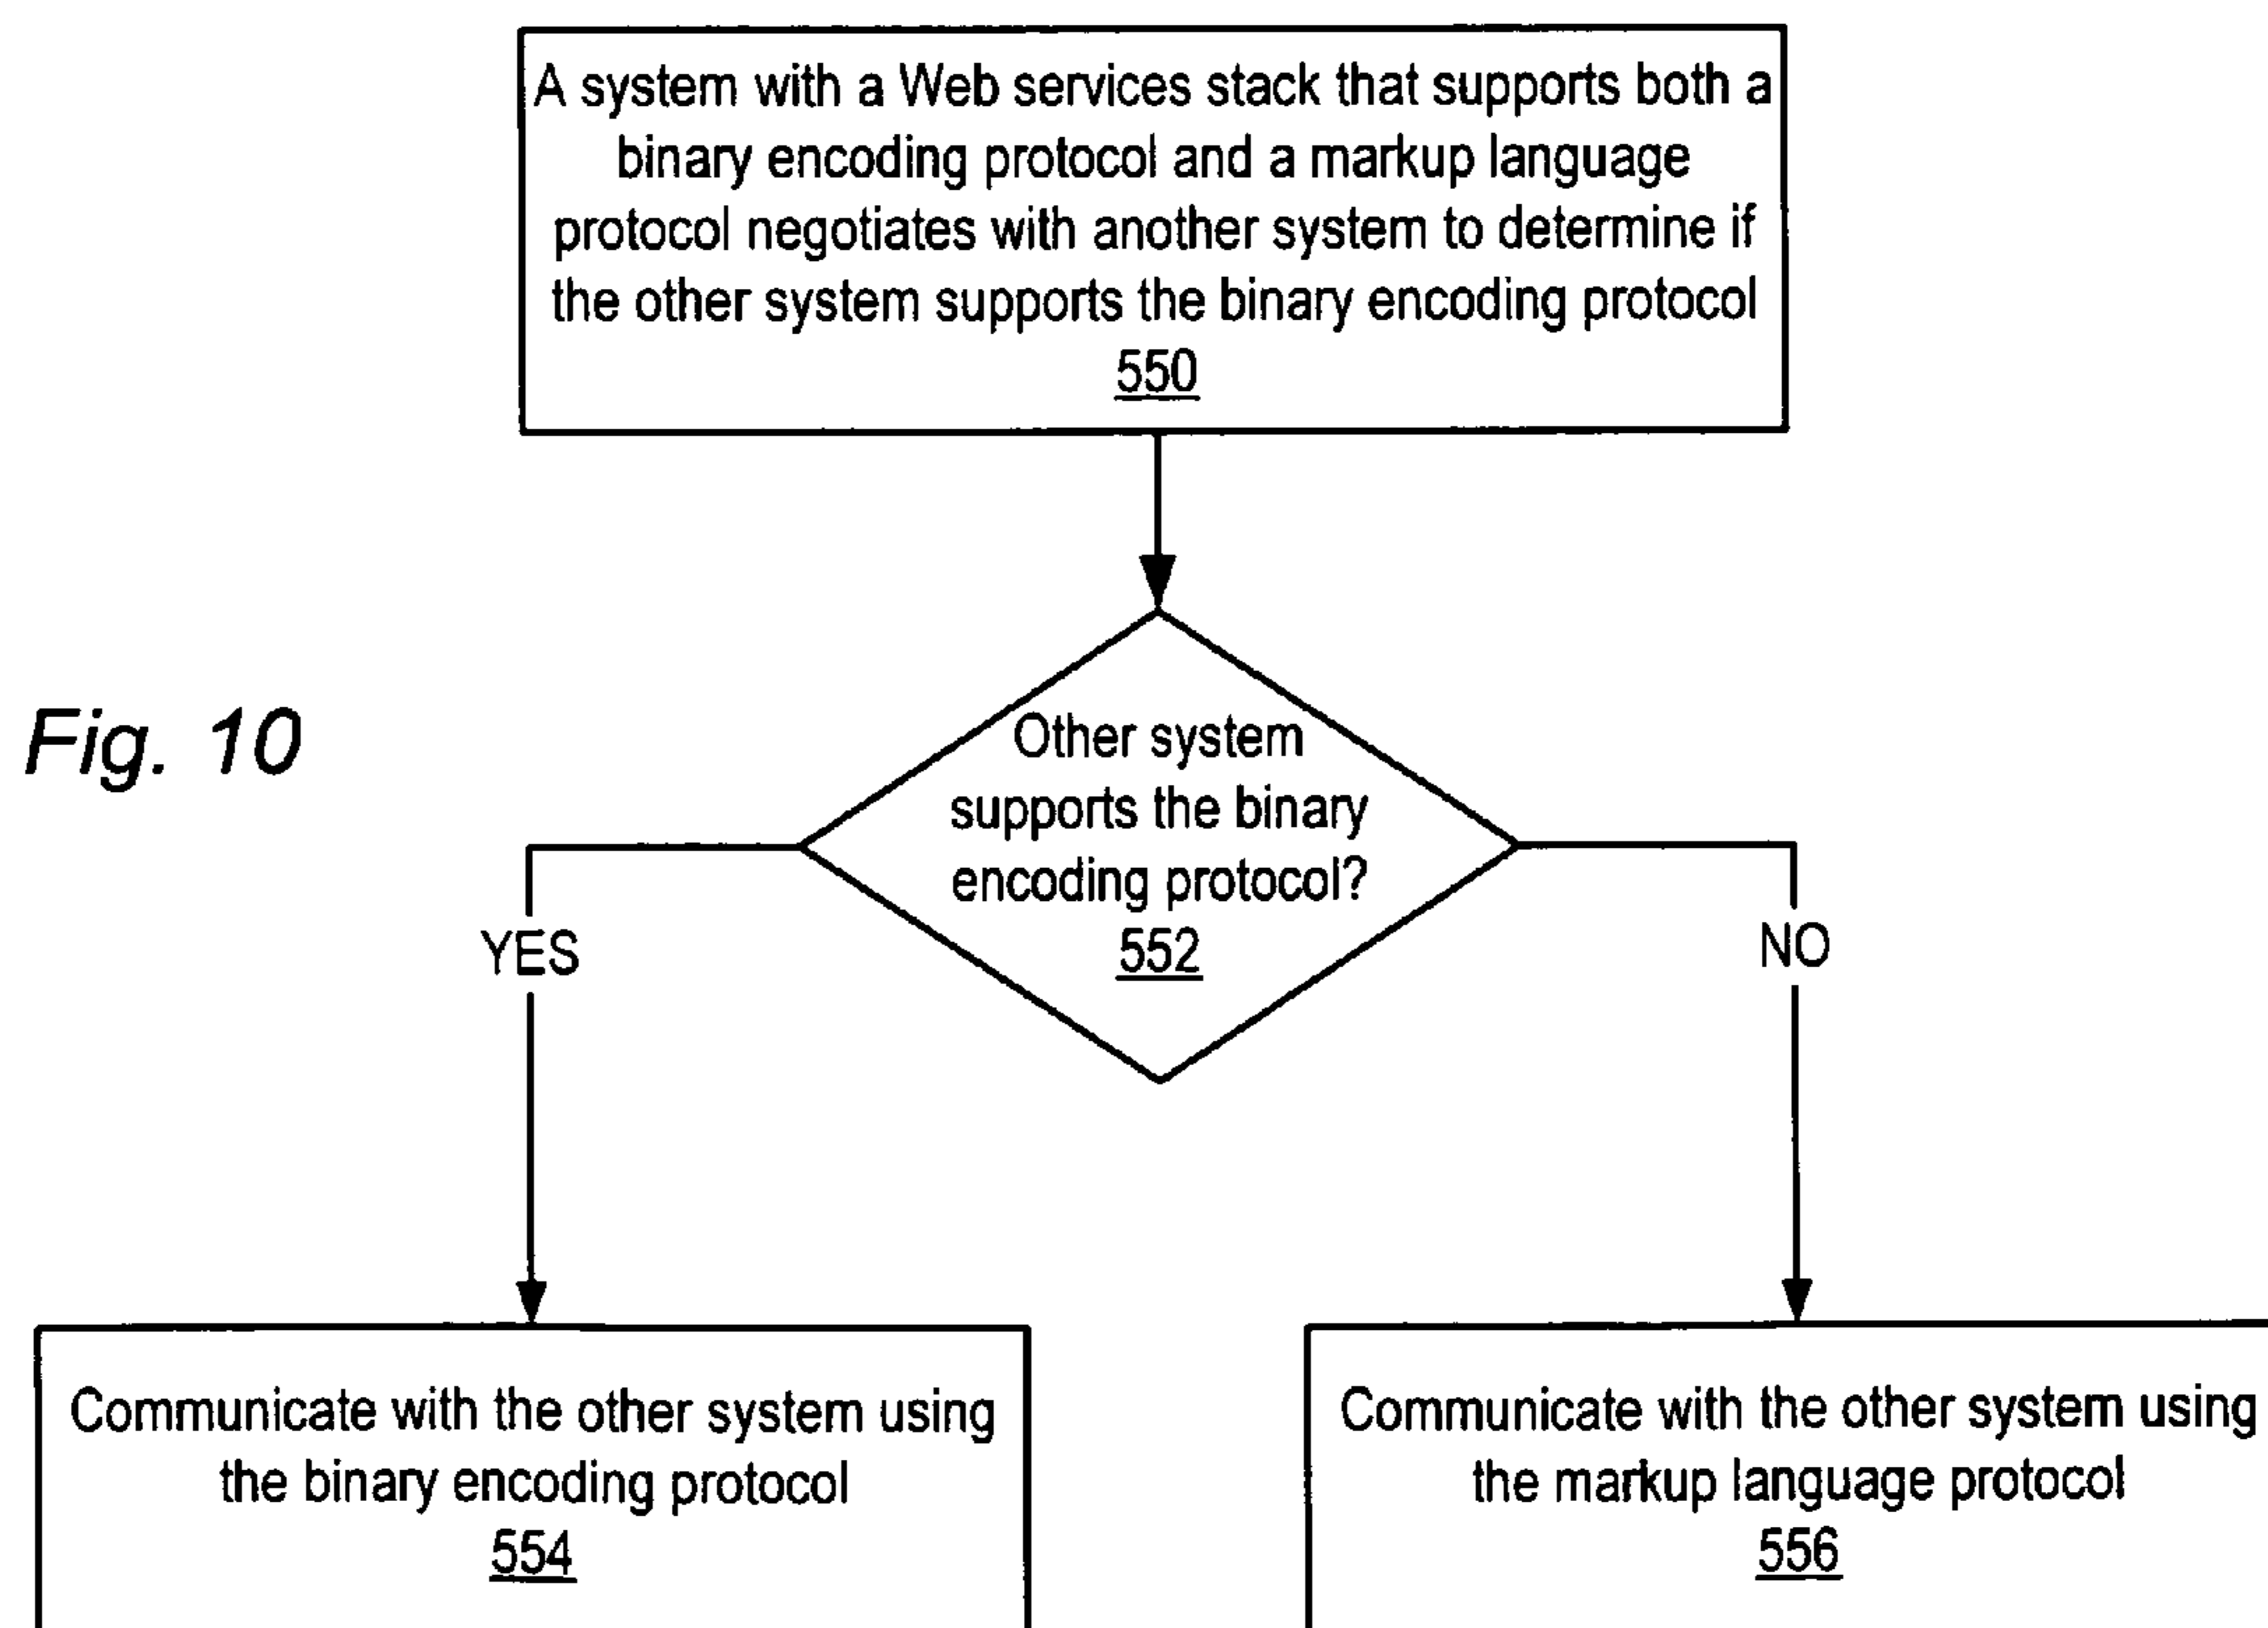 A system with a Web services stack that supports both a
binary encoding protocol and a markup language
protocol negotiates with another system to determine if
the other system supports the binary encoding protocol
550
Fig. 10
Other system
supports the binary
encoding protocol?
552
YES
NO
Communicate with the other system using
the binary encoding protocol
554
Communicate with the other system using
the markup language protocol
556